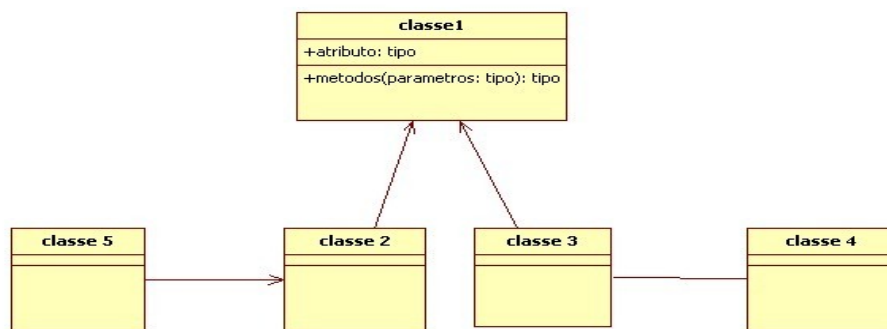 classe1
+atributo: tipo
+metodos(parametros: tipo): tipo
classe 5
classe 2
classe 3
classe 4